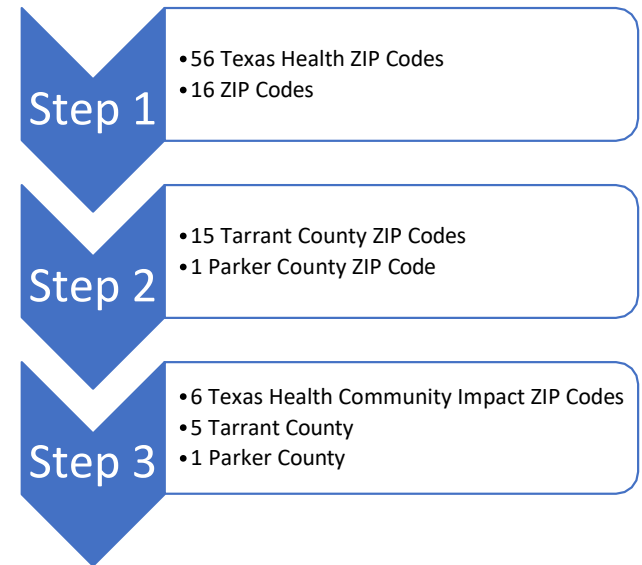 Step 1
•56 Texas Health ZIP Codes
•16 ZIP Codes
Step 2
•15 Tarrant County ZIP Codes
•1 Parker County ZIP Code
Step 3
•6 Texas Health Community Impact ZIP Codes
•5 Tarrant County
•1 Parker County